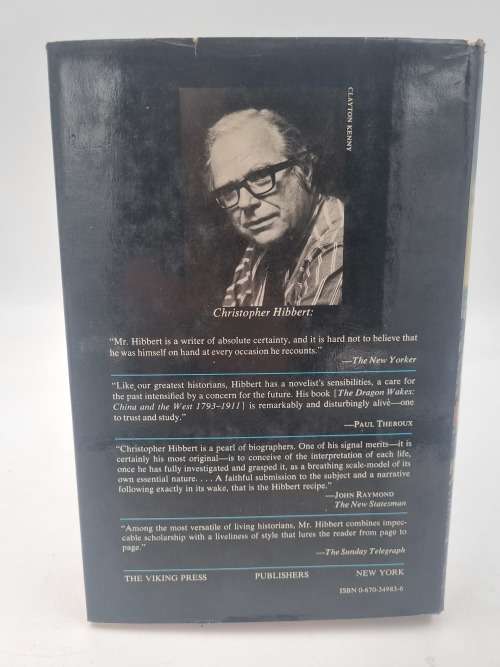 CLAYTON KENNY
Christopher Hibbert:
"Mr. Hibbert is a writer of absolute certainty, and it is hard not to believe that
he was himself on hand at every occasion he recounts."
—The New Yorker
"Like our greatest historians, Hibbert has a novelist's sensibilities, a care for
the past intensified by a concern for the future. His book [The Dragon Wakes:
China and the West 1793–1911] is remarkably and disturbingly alive—one
to trust and study."
—PAUL THEROUX
"Christopher Hibbert is a pearl of biographers. One of his signal merits—it is
certainly his most original—is to conceive of the interpretation of each life,
once he has fully investigated and grasped it, as a breathing scale-model of its
own essential nature. . . . A faithful submission to the subject and a narrative
following exactly in its wake, that is the Hibbert recipe."
—JOHN RAYMOND
The New Statesman
"Among the most versatile of living historians, Mr. Hibbert combines impec-
cable scholarship with a liveliness of style that lures the reader from page to
page."
—The Sunday Telegraph
THE VIKING PRESS PUBLISHERS NEW YORK
ISBN 0-670-34983-6